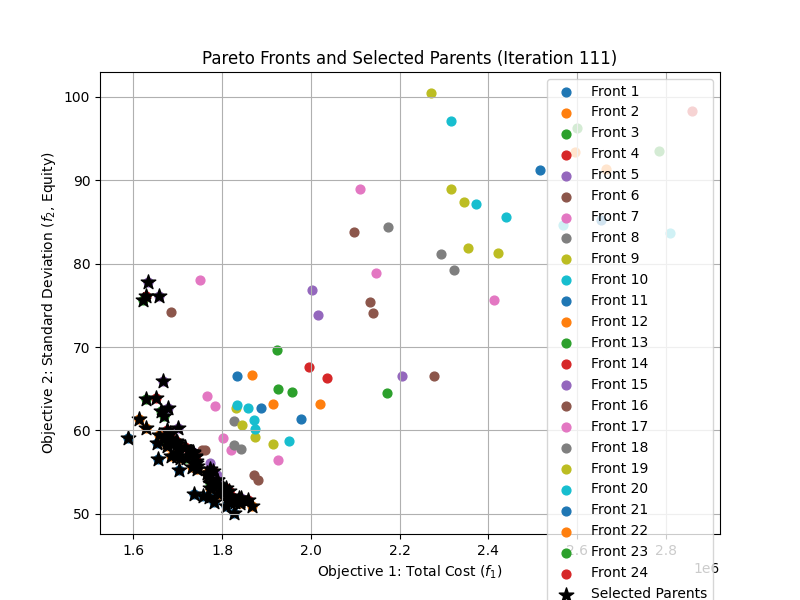 Pareto Fronts and Selected Parents (Iteration 111)
Objective 2: Standard Deviation (f₂, Equity)
100
90
80
70
60
50
1.6
1.8
2.0
2.2
2.4
2.6
2.8
1e6
Objective 1: Total Cost (f₁)
Front 1
Front 2
Front 3
Front 4
Front 5
Front 6
Front 7
Front 8
Front 9
Front 10
Front 11
Front 12
Front 13
Front 14
Front 15
Front 16
Front 17
Front 18
Front 19
Front 20
Front 21
Front 22
Front 23
Front 24
Selected Parents